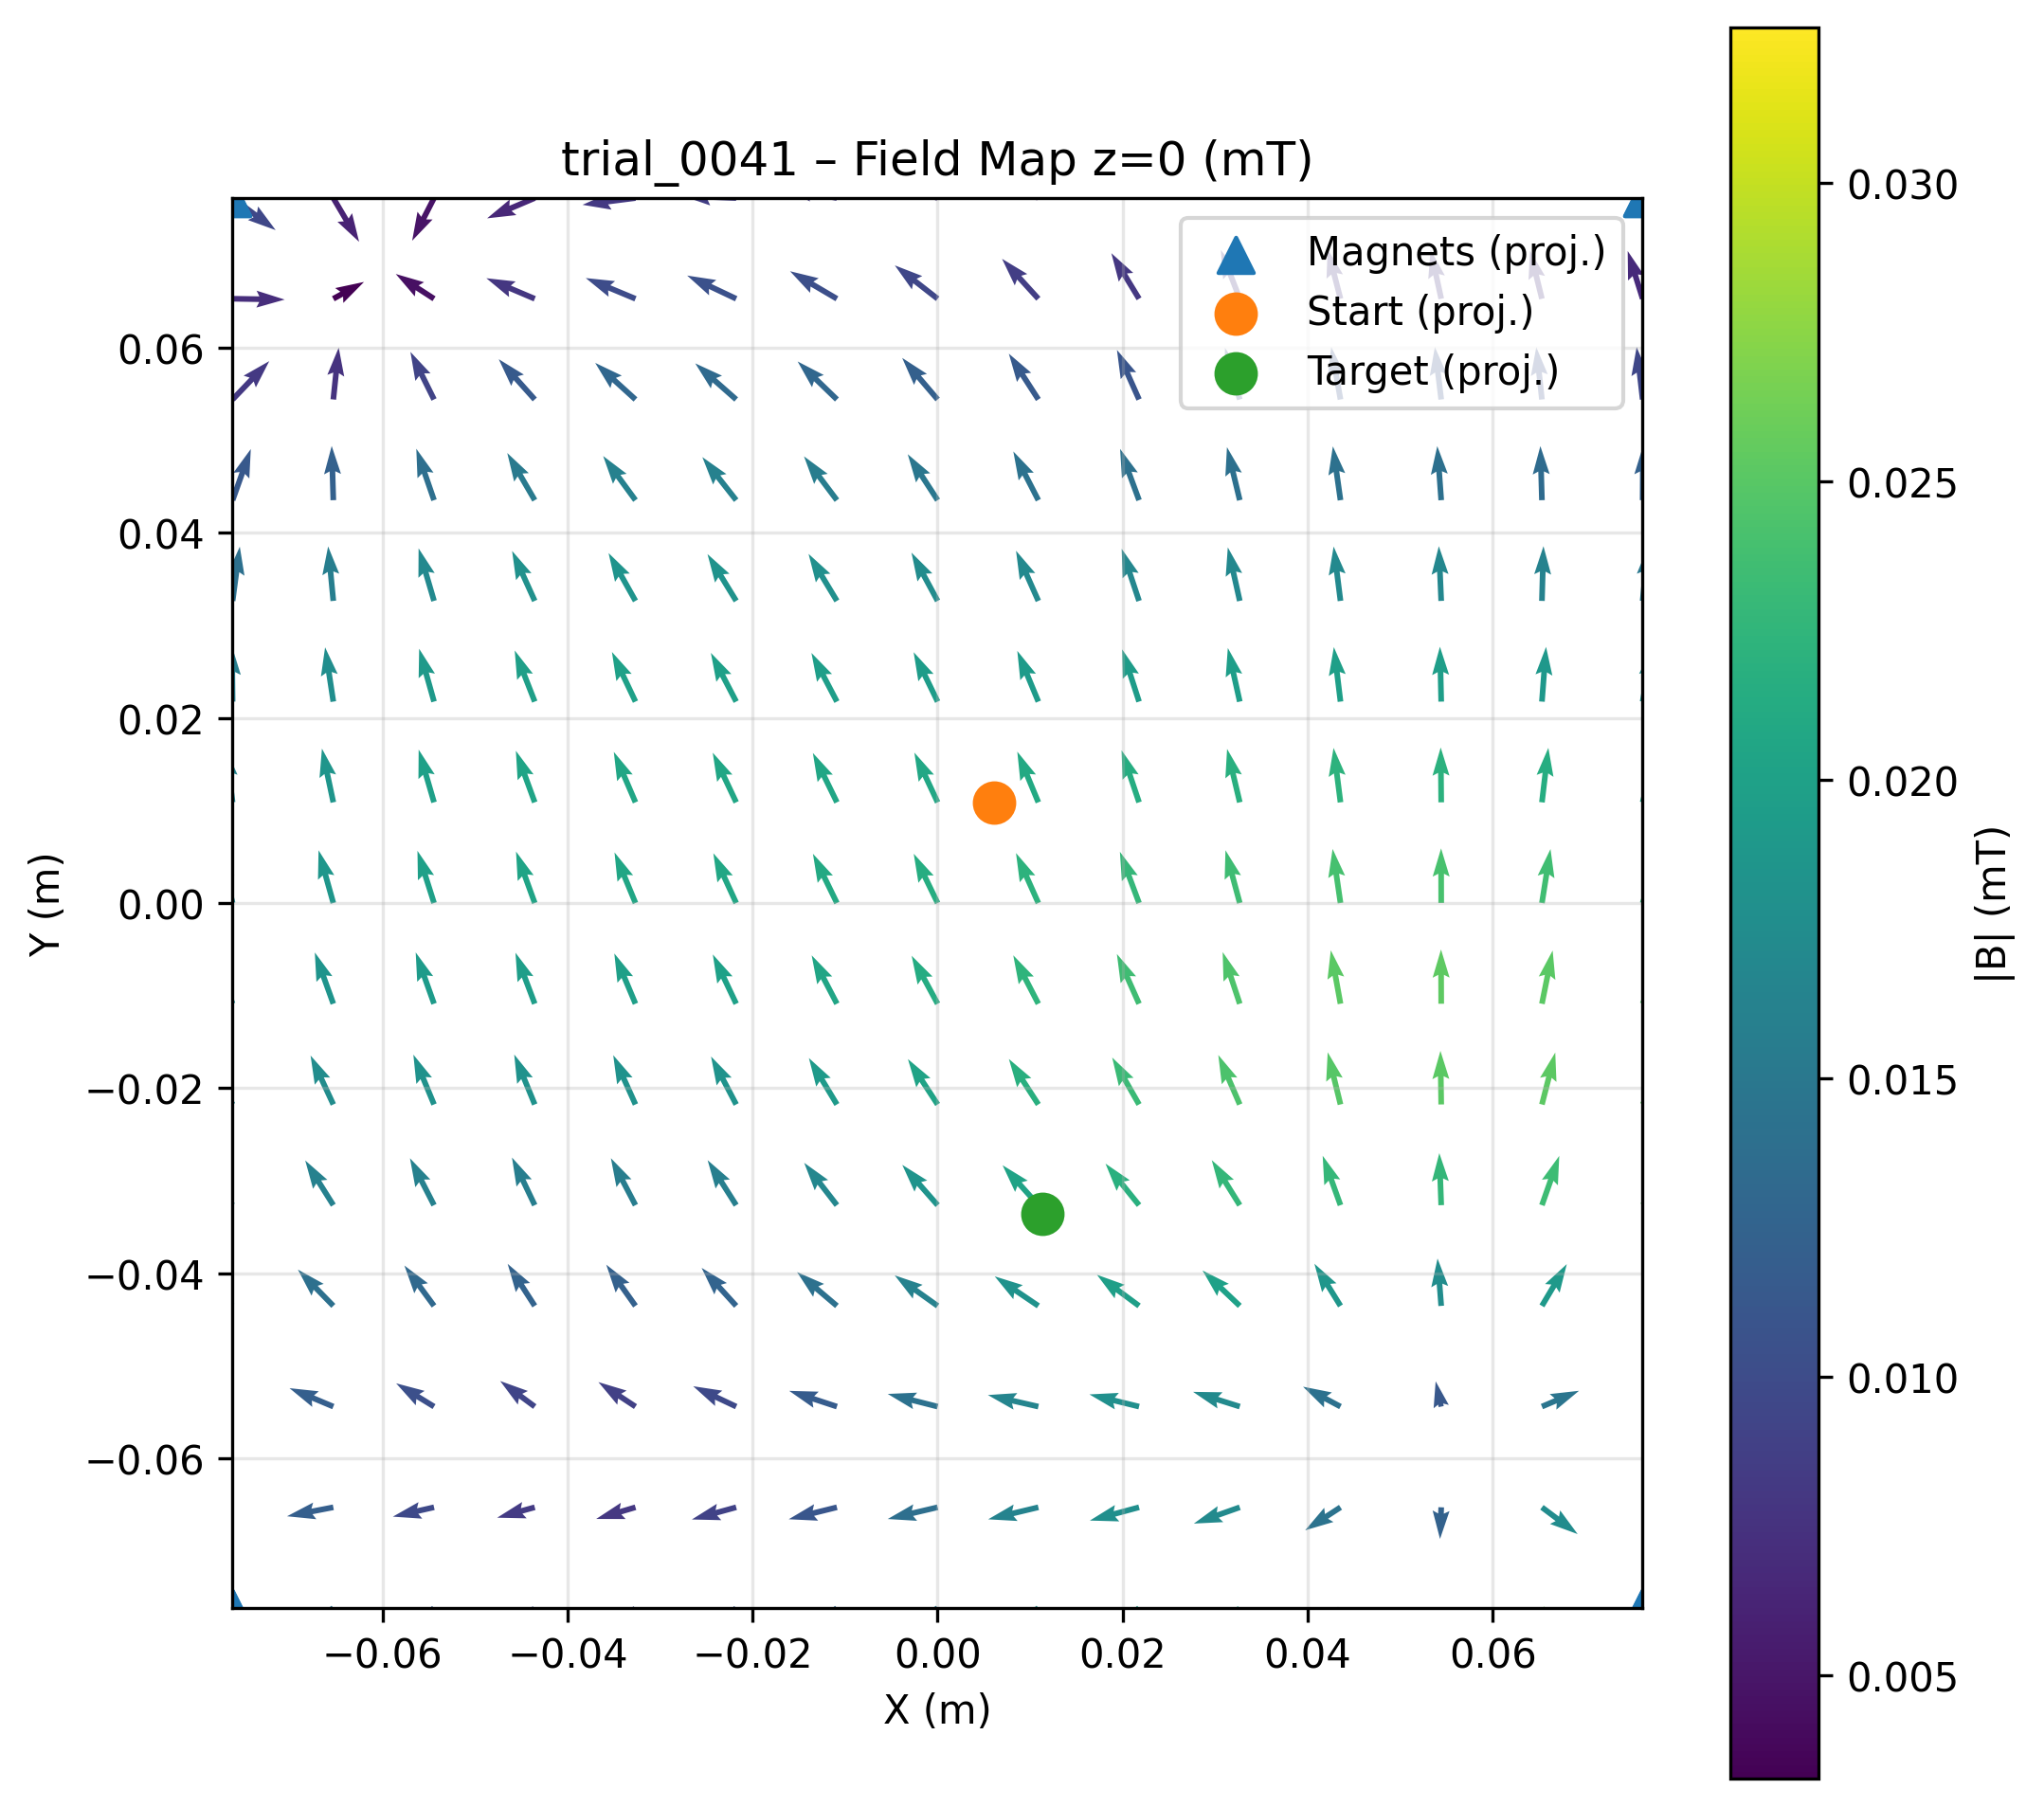 trial_0041 – Field Map z=0 (mT)
Magnets (proj.)
Start (proj.)
Target (proj.)
0.06
0.04
0.02
0.00
−0.02
−0.04
−0.06
Y (m)
−0.06 −0.04 −0.02 0.00 0.02 0.04 0.06
X (m)
0.030
0.025
0.020
0.015
0.010
0.005
|B| (mT)